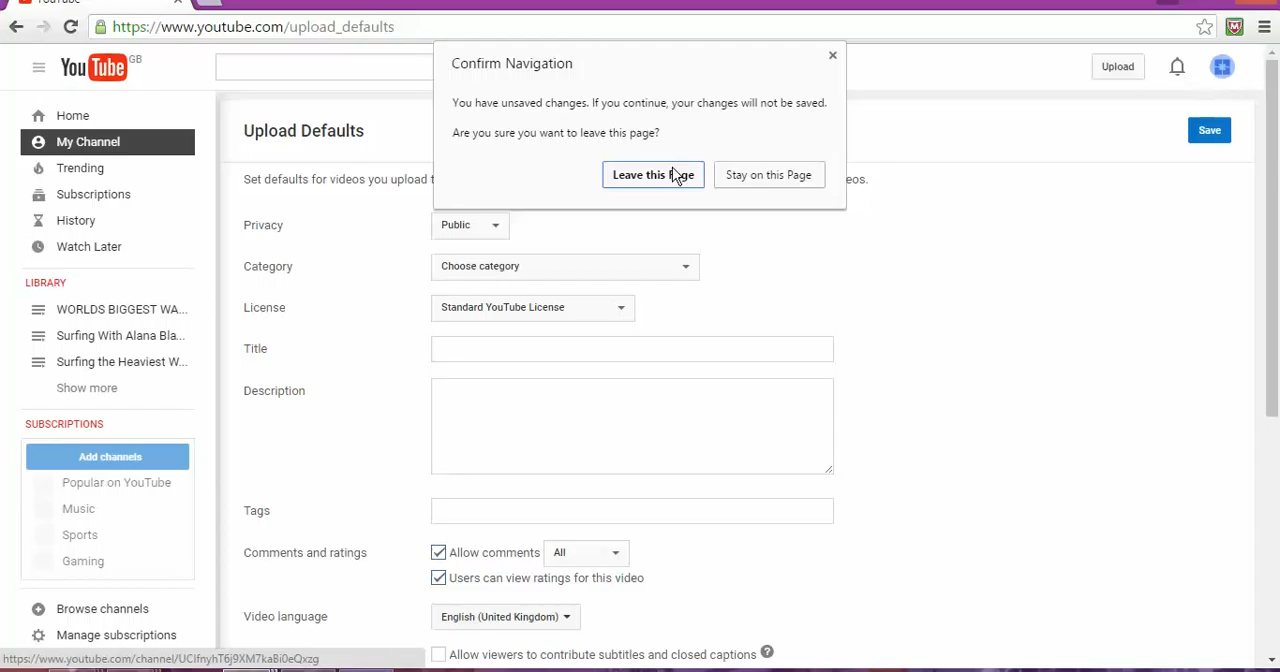 https://www.youtube.com/upload_defaults
YouTube GB
Upload
Confirm Navigation
You have unsaved changes. If you continue, your changes will not be saved.
Are you sure you want to leave this page?
Leave this Page
Stay on this Page
Home
My Channel
Trending
Subscriptions
History
Watch Later
LIBRARY
WORLDS BIGGEST WA...
Surfing With Alana Bla...
Surfing the Heaviest W...
Show more
SUBSCRIPTIONS
Add channels
Popular on YouTube
Music
Sports
Gaming
Browse channels
Manage subscriptions
Upload Defaults
Save
Set defaults for videos you upload t
eos.
Privacy
Public
Category
Choose category
License
Standard YouTube License
Title
Description
Tags
Comments and ratings
Allow comments
All
Users can view ratings for this video
Video language
English (United Kingdom)
Allow viewers to contribute subtitles and closed captions ?